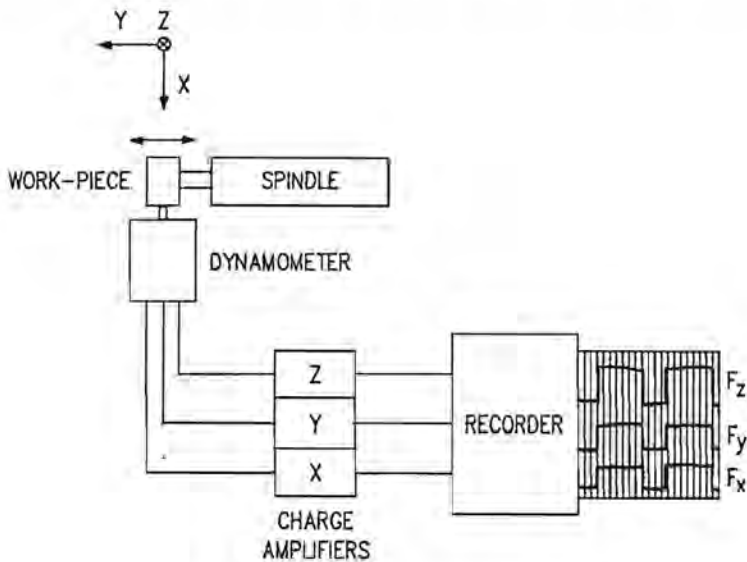 Y Z
X
WORK-PIECE
SPINDLE
DYNAMOMETER
Z
Y
X
CHARGE
AMPLIFIERS
RECORDER
Fz
Fy
Fx